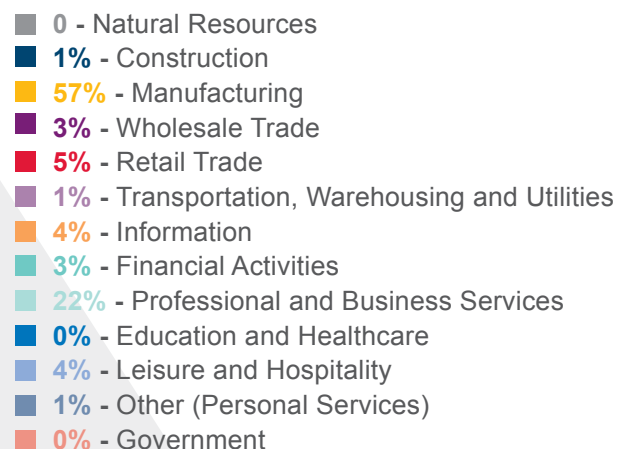 0 - Natural Resources
1% - Construction
57% - Manufacturing
3% - Wholesale Trade
5% - Retail Trade
1% - Transportation, Warehousing and Utilities
4% - Information
3% - Financial Activities
22% - Professional and Business Services
0% - Education and Healthcare
4% - Leisure and Hospitality
1% - Other (Personal Services)
0% - Government